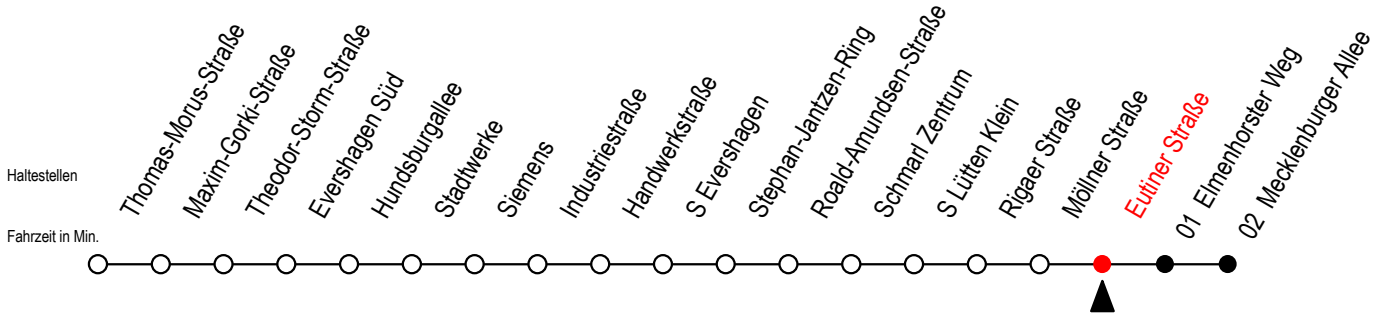 Haltestellen
Fahrzeit in Min.
Thomas-Morus-Straße
Maxim-Gorki-Straße
Theodor-Storm-Straße
Evershagen Süd
Hundsburgallee
Stadtwerke
Siemens
Industriestraße
Handwerkstraße
S Evershagen
Stephan-Jantzen-Ring
Roald-Amundsen-Straße
Schmarl Zentrum
S Lütten Klein
Rigaer Straße
Möllner Straße
Eutiner Straße
01 Elmenhorster Weg
02 Mecklenburger Allee